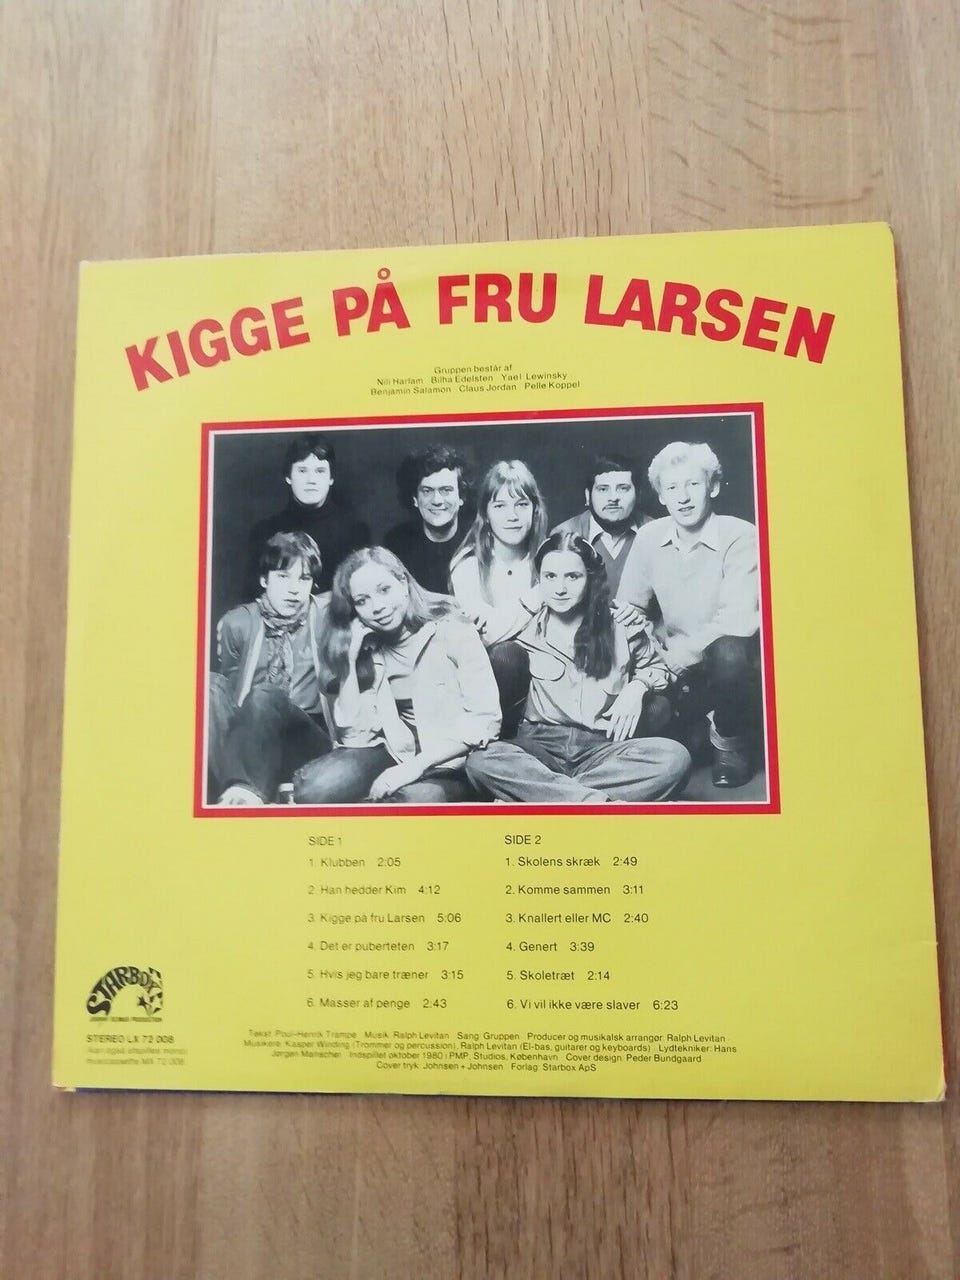 KIGGE PÅ FRU LARSEN
Gruppen består af
Nili Harlam Bilha Edelsten Yael Lewinsky
Benjamin Salamon Claus Jordan Pelle Koppel
SIDE 1
1. Klubben 2:05
2. Han hedder Kim 4:12
3. Kigge på fru Larsen 5:06
4. Det er puberteten 3:17
5. Hvis jeg bare træner 3:15
6. Masser af penge 2:43
SIDE 2
1. Skolens skræk 2:49
2. Komme sammen 3:11
3. Knallert eller MC 2:40
4. Genert 3:39
5. Skoletræt 2:14
6. Vi vil ikke være slaver 6:23
STARBOX
STEREO LX 72 008
musiccassette MX 72 008
Tekst: Poul-Henrik Trampe Musik: Ralph Levitan Sang: Gruppen Producer og musikalsk arrangør: Ralph Levitan
Musikere: Kasper Winding (Trommer og percussion), Ralph Levitan (El-bas, guitarer og keyboards) Lydtekniker: Hans
Jørgen Indspillet oktober 1980 i PMP. Studios, København Cover design: Peder Bundgaard
Cover tryk: Johnsen + Johnsen Forlag: Starbox ApS